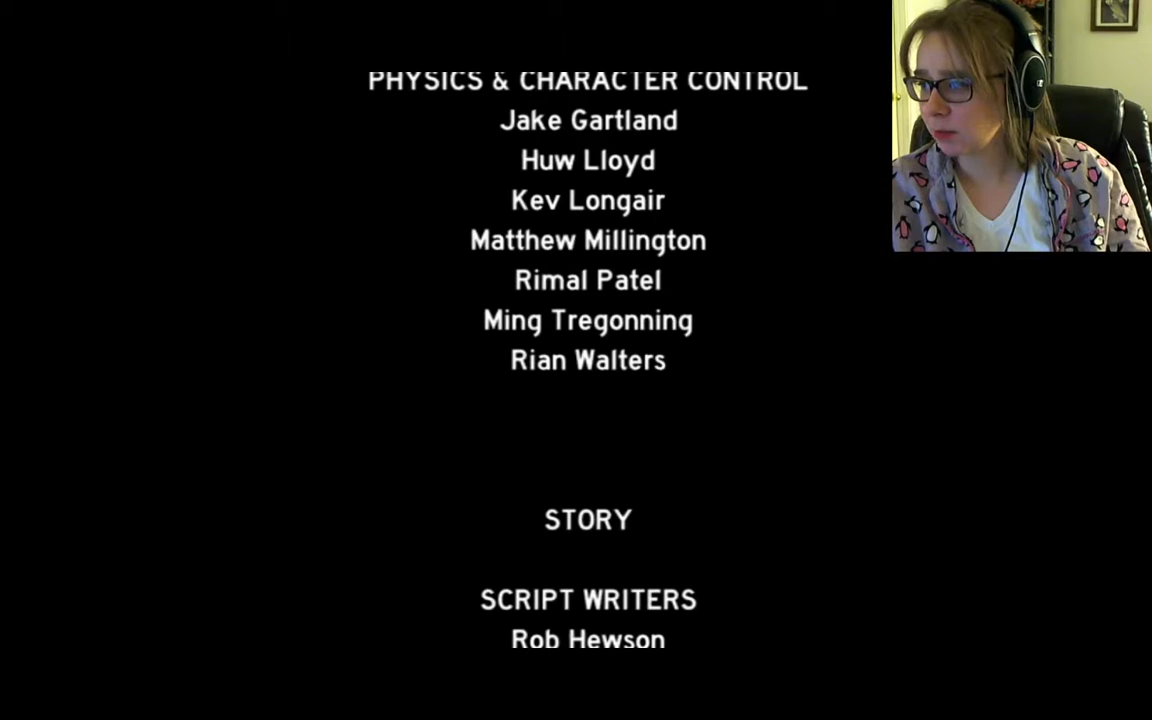 PHYSICS & CHARACTER CONTROL
Jake Gartland
Huw Lloyd
Kev Longair
Matthew Millington
Rimal Patel
Ming Tregonning
Rian Walters
STORY
SCRIPT WRITERS
Rob Hewson